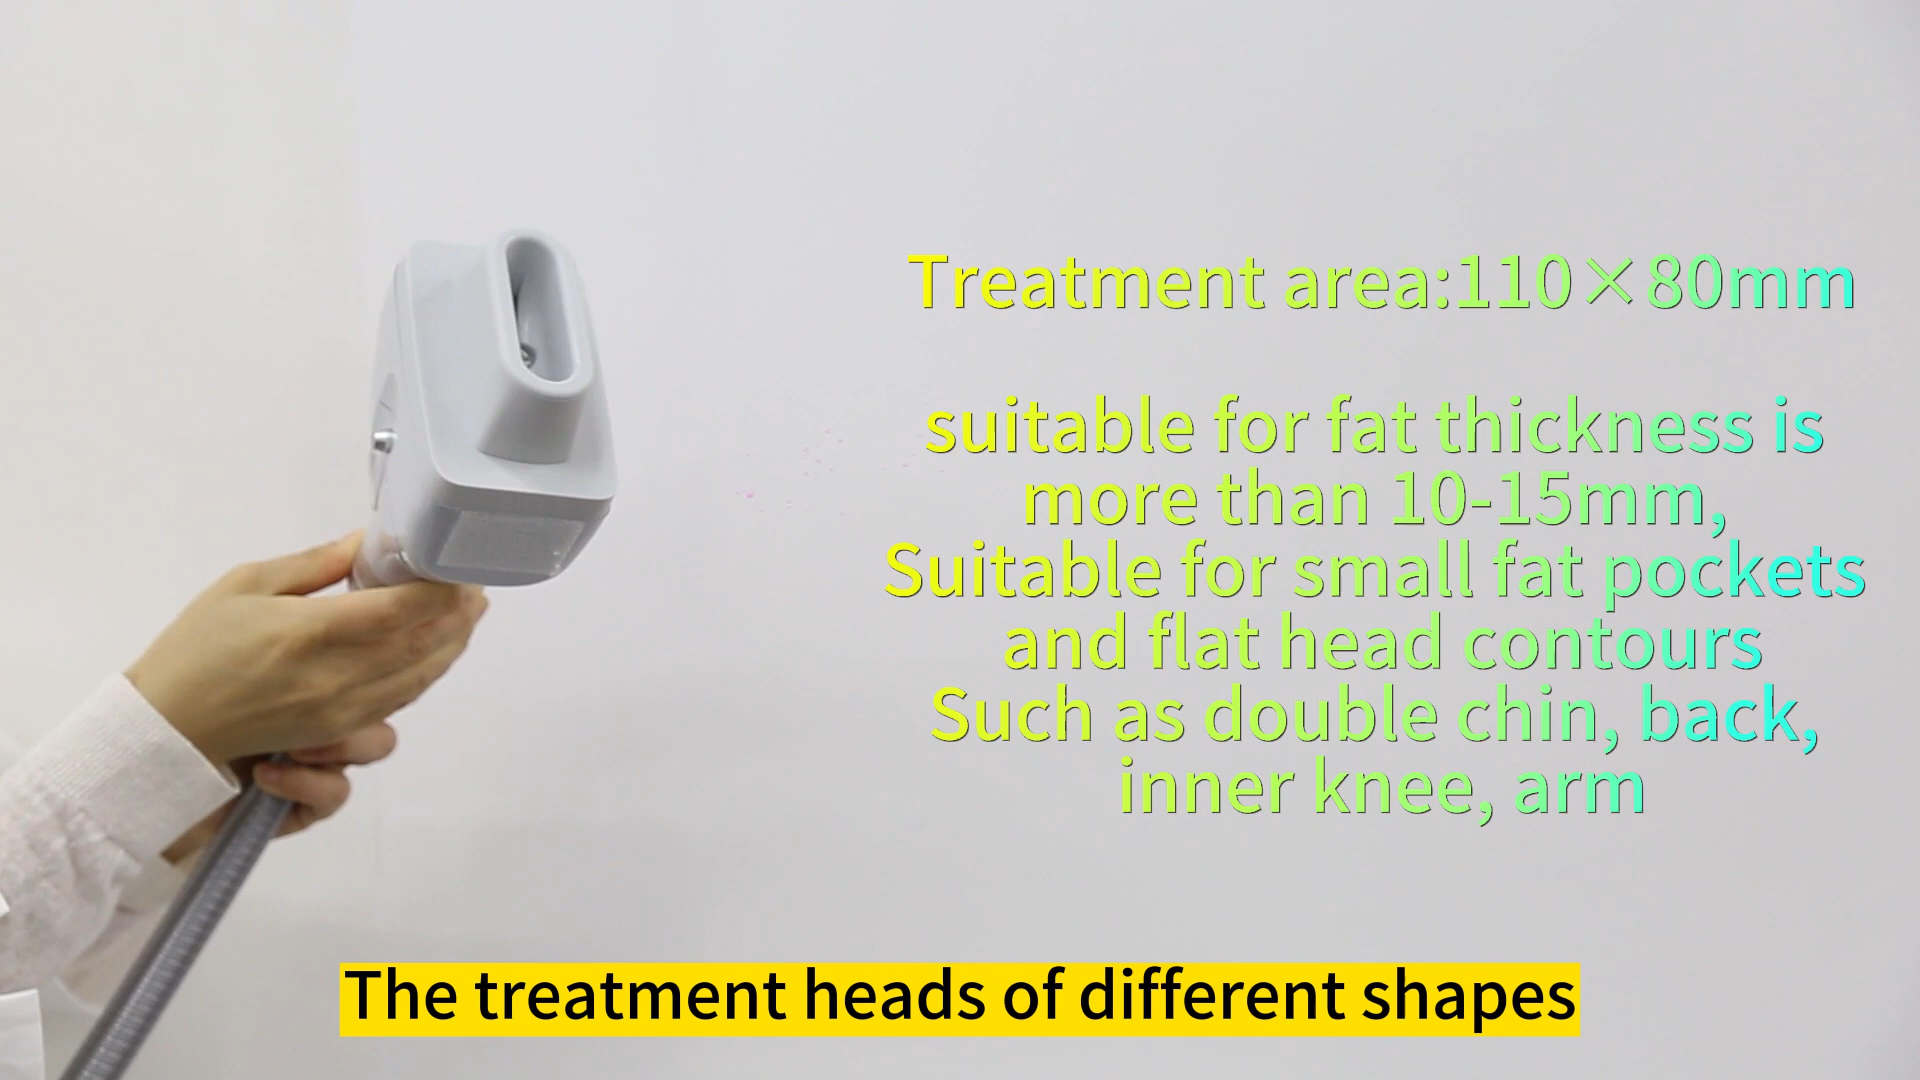 Treatment area:110×80mm
suitable for fat thickness is
more than 10-15mm,
Suitable for small fat pockets
and flat head contours
Such as double chin, back,
inner knee, arm
The treatment heads of different shapes